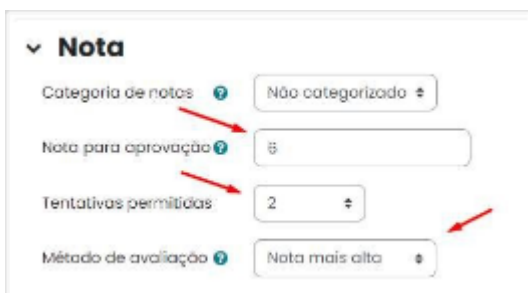 Nota
Categoria de notas
Não categorizado
Nota para aprovação
6
Tentativas permitidas
2
Método de avaliação
Nota mais alta